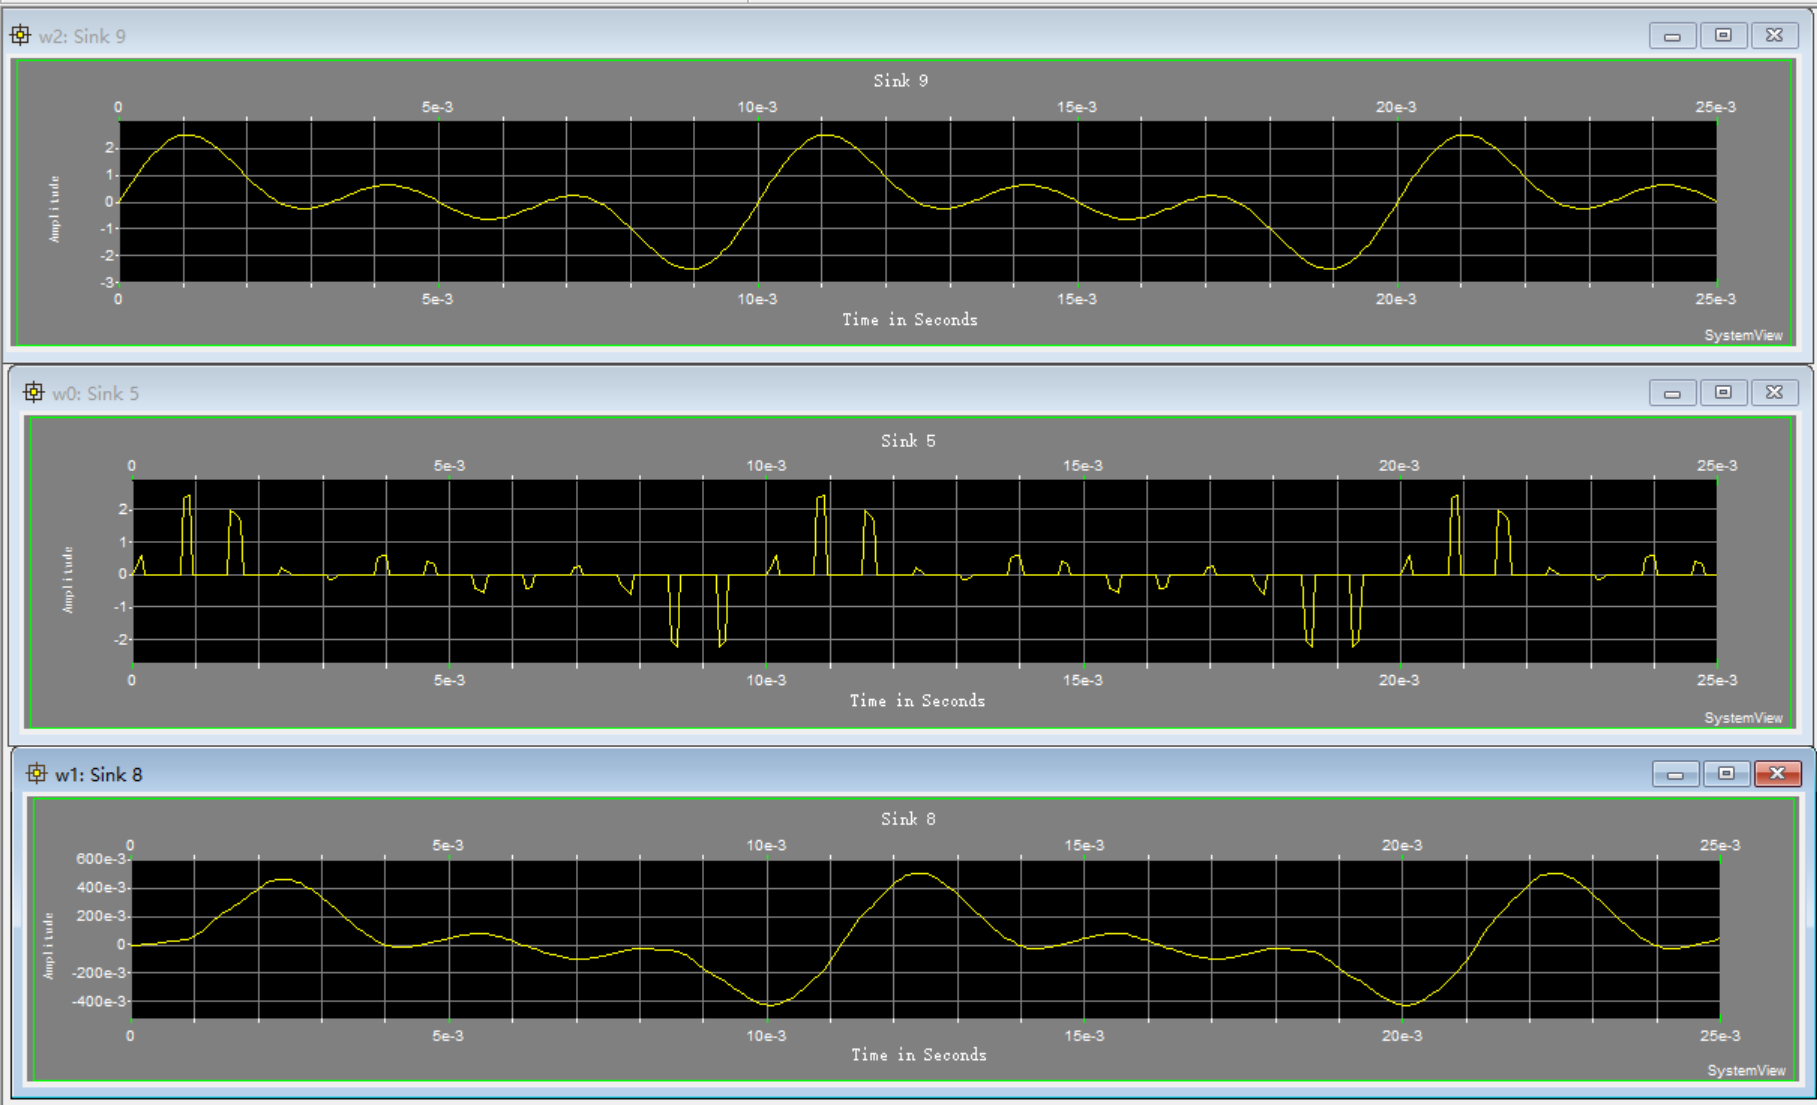 w2: Sink 9
Sink 9
0 5e-3 10e-3 15e-3 20e-3 25e-3
2
1
0
-1
-2
-3
Amplitude
0 5e-3 10e-3 15e-3 20e-3 25e-3
Time in Seconds
SystemView
w0: Sink 5
Sink 5
0 5e-3 10e-3 15e-3 20e-3 25e-3
2
1
0
-1
-2
Amplitude
0 5e-3 10e-3 15e-3 20e-3 25e-3
Time in Seconds
SystemView
w1: Sink 8
Sink 8
0 5e-3 10e-3 15e-3 20e-3 25e-3
600e-3
400e-3
200e-3
0
-200e-3
-400e-3
Amplitude
0 5e-3 10e-3 15e-3 20e-3 25e-3
Time in Seconds
SystemView